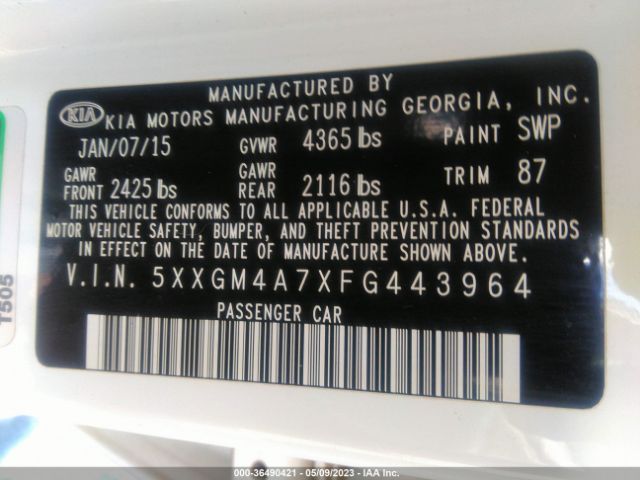 MANUFACTURED BY
KIA KIA MOTORS MANUFACTURING GEORGIA, INC.
JAN/07/15 GVWR 4365 lbs PAINT SWP
GAWR FRONT 2425 lbs GAWR REAR 2116 lbs TRIM 87
THIS VEHICLE CONFORMS TO ALL APPLICABLE U.S.A. FEDERAL
MOTOR VEHICLE SAFETY, BUMPER, AND THEFT PREVENTION STANDARDS
IN EFFECT ON THE DATE OF MANUFACTURE SHOWN ABOVE.
V.I.N. 5XXGM4A7XFG443964
PASSENGER CAR
T505
000-36490421 - 05/09/2023 - © IAA Inc.